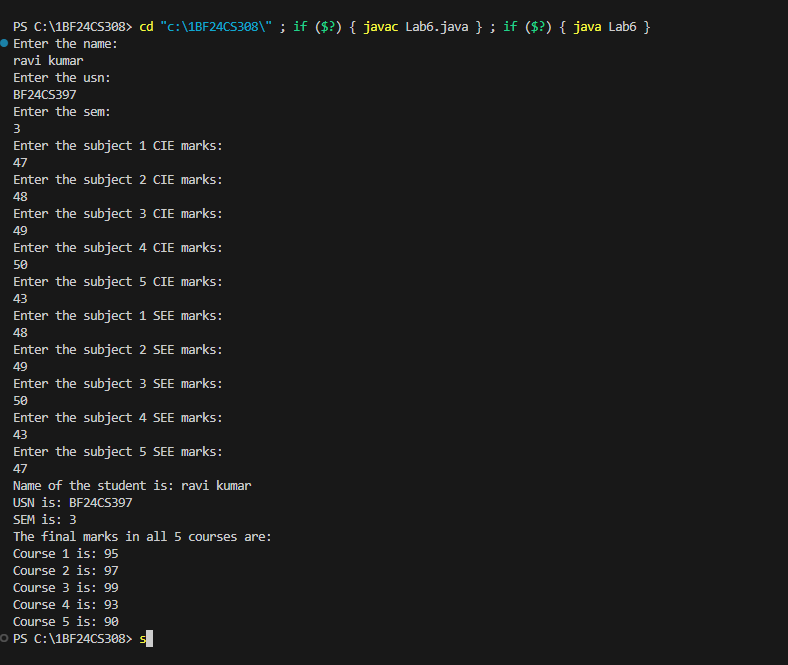 PS C:\1BF24CS308> cd "c:\1BF24CS308\" ; if ($?) { javac Lab6.java } ; if ($?) { java Lab6 }
Enter the name:
ravi kumar
Enter the usn:
BF24CS397
Enter the sem:
3
Enter the subject 1 CIE marks:
47
Enter the subject 2 CIE marks:
48
Enter the subject 3 CIE marks:
49
Enter the subject 4 CIE marks:
50
Enter the subject 5 CIE marks:
43
Enter the subject 1 SEE marks:
48
Enter the subject 2 SEE marks:
49
Enter the subject 3 SEE marks:
50
Enter the subject 4 SEE marks:
43
Enter the subject 5 SEE marks:
47
Name of the student is: ravi kumar
USN is: BF24CS397
SEM is: 3
The final marks in all 5 courses are:
Course 1 is: 95
Course 2 is: 97
Course 3 is: 99
Course 4 is: 93
Course 5 is: 90
PS C:\1BF24CS308> s